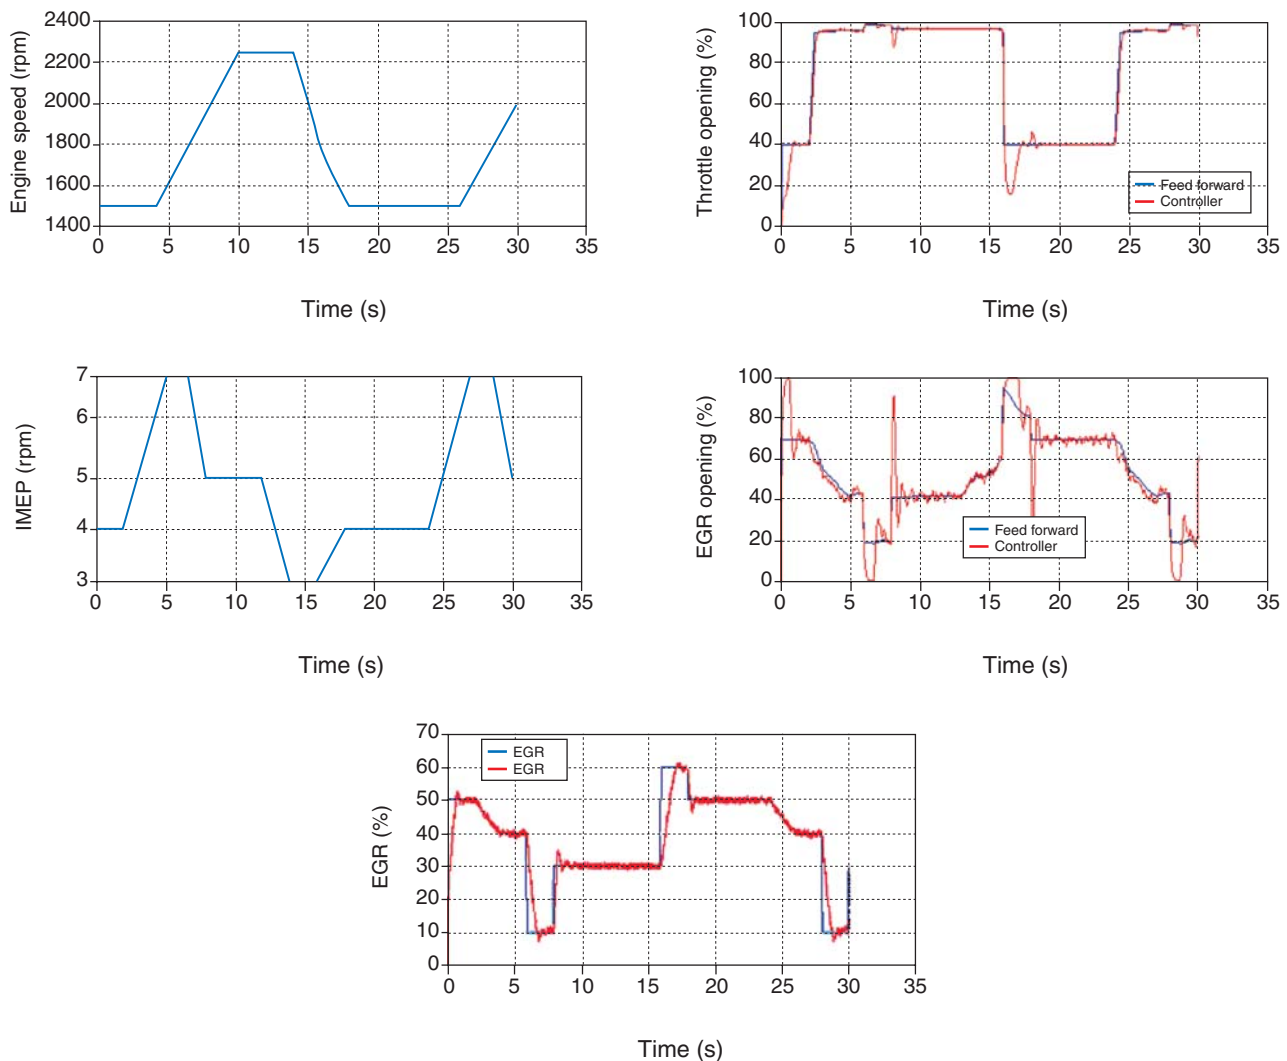 Engine speed (rpm)
2400
2200
2000
1800
1600
1400
0 5 10 15 20 25 30 35
Time (s)
Throttle opening (%)
100
80
60
40
20
0
Feed forward
Controller
0 5 10 15 20 25 30 35
Time (s)
IMEP (rpm)
7
6
5
4
3
0 5 10 15 20 25 30 35
Time (s)
EGR opening (%)
100
80
60
40
20
0
Feed forward
Controller
0 5 10 15 20 25 30 35
Time (s)
EGR (%)
70
60
50
40
30
20
10
0
EGR
EGR
0 5 10 15 20 25 30 35
Time (s)